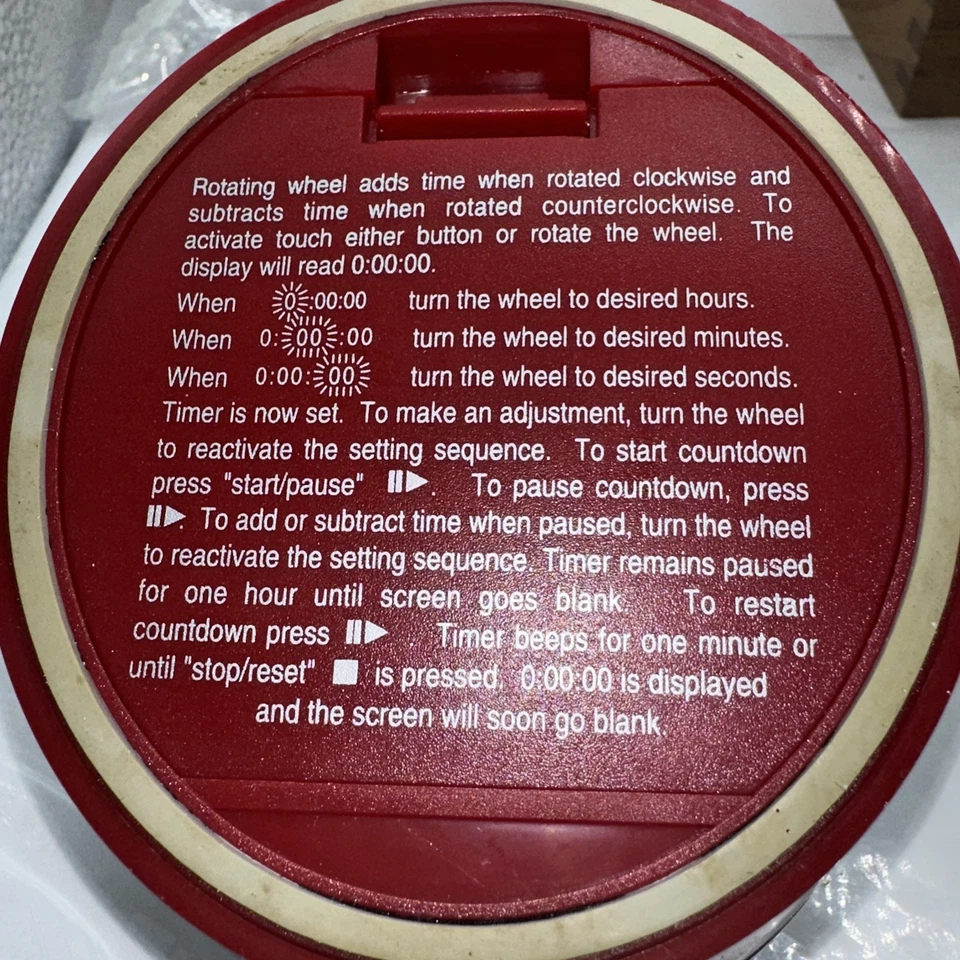 Rotating wheel adds time when rotated clockwise and
subtracts time when rotated counterclockwise. To
activate touch either button or rotate the wheel. The
display will read 0:00:00.
When 0:00:00 turn the wheel to desired hours.
When 0:00:00 turn the wheel to desired minutes.
When 0:00:00 turn the wheel to desired seconds.
Timer is now set. To make an adjustment, turn the wheel
to reactivate the setting sequence. To start countdown
press "start/pause" . To pause countdown, press
. To add or subtract time when paused, turn the wheel
to reactivate the setting sequence. Timer remains paused
for one hour until screen goes blank. To restart
countdown press Timer beeps for one minute or
until "stop/reset" is pressed. 0:00:00 is displayed
and the screen will soon go blank.